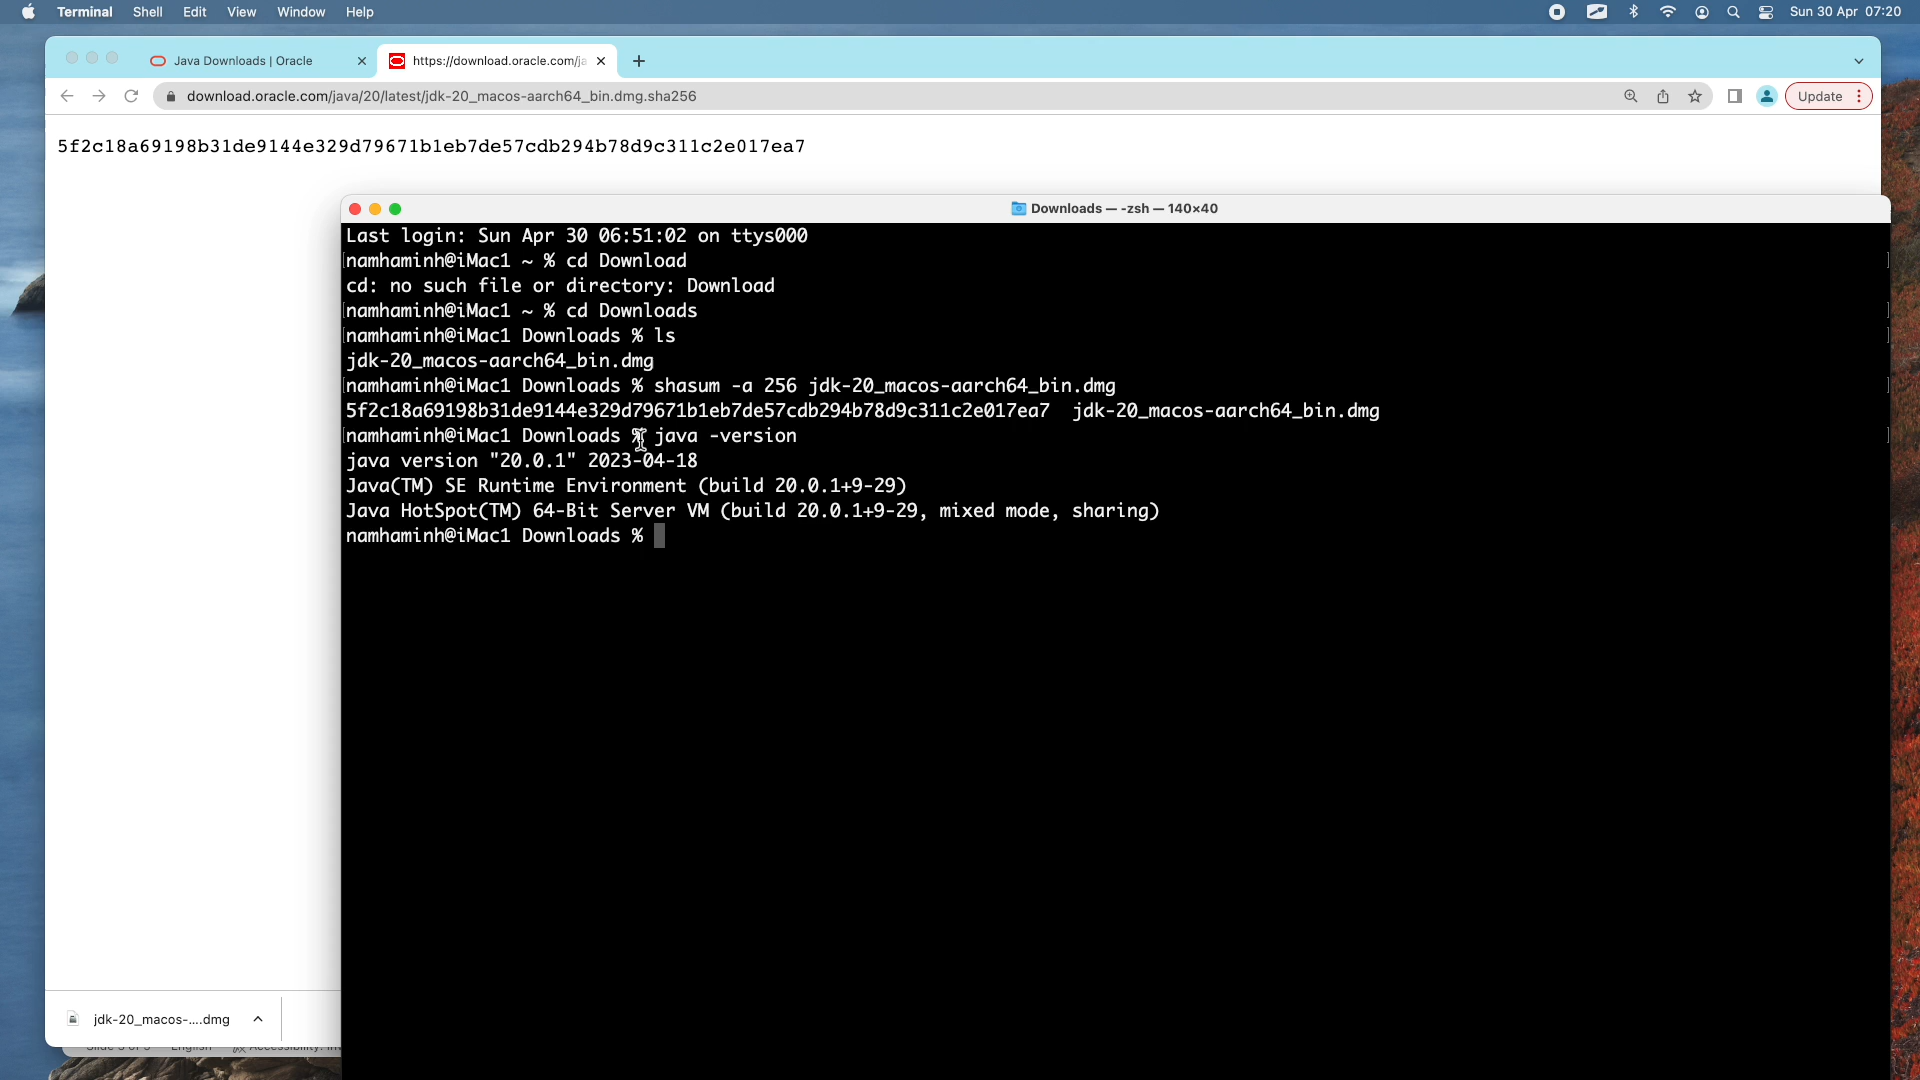 Terminal Shell Edit View Window Help Sun 30 Apr 07:20
Java Downloads | Oracle https://download.oracle.com/ja
download.oracle.com/java/20/latest/jdk-20_macos-aarch64_bin.dmg.sha256 Update
5f2c18a69198b31de9144e329d79671b1eb7de57cdb294b78d9c311c2e017ea7
Downloads — -zsh — 140×40
Last login: Sun Apr 30 06:51:02 on ttys000
[namhaminh@iMac1 ~ % cd Download ]
cd: no such file or directory: Download
[namhaminh@iMac1 ~ % cd Downloads ]
[namhaminh@iMac1 Downloads % ls ]
jdk-20_macos-aarch64_bin.dmg
[namhaminh@iMac1 Downloads % shasum -a 256 jdk-20_macos-aarch64_bin.dmg ]
5f2c18a69198b31de9144e329d79671b1eb7de57cdb294b78d9c311c2e017ea7  jdk-20_macos-aarch64_bin.dmg
[namhaminh@iMac1 Downloads % java -version ]
java version "20.0.1" 2023-04-18
Java(TM) SE Runtime Environment (build 20.0.1+9-29)
Java HotSpot(TM) 64-Bit Server VM (build 20.0.1+9-29, mixed mode, sharing)
namhaminh@iMac1 Downloads %
jdk-20_macos-....dmg